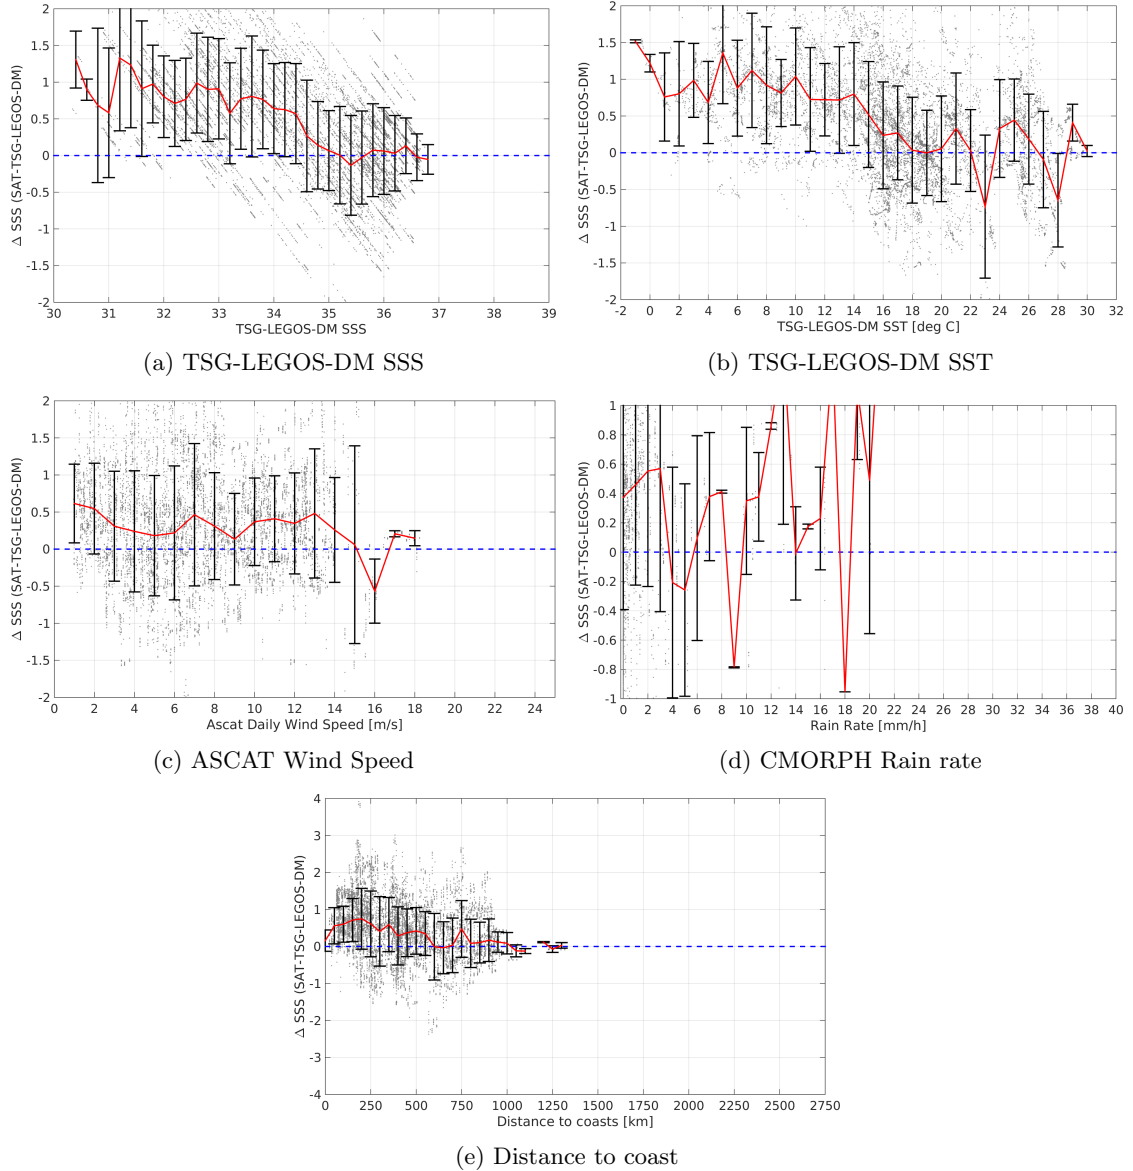 2
1.5
1
0.5
0
-0.5
-1
-1.5
-2
Δ SSS (SAT-TSG-LEGOS-DM)
30 31 32 33 34 35 36 37 38 39
TSG-LEGOS-DM SSS
(a) TSG-LEGOS-DM SSS
2
1.5
1
0.5
0
-0.5
-1
-1.5
-2
Δ SSS (SAT-TSG-LEGOS-DM)
-2 0 2 4 6 8 10 12 14 16 18 20 22 24 26 28 30 32
TSG-LEGOS-DM SST [deg C]
(b) TSG-LEGOS-DM SST
2
1.5
1
0.5
0
-0.5
-1
-1.5
-2
Δ SSS (SAT-TSG-LEGOS-DM)
0 2 4 6 8 10 12 14 16 18 20 22 24
Ascat Daily Wind Speed [m/s]
(c) ASCAT Wind Speed
1
0.8
0.6
0.4
0.2
0
-0.2
-0.4
-0.6
-0.8
-1
Δ SSS (SAT-TSG-LEGOS-DM)
0 2 4 6 8 10 12 14 16 18 20 22 24 26 28 30 32 34 36 38 40
Rain Rate [mm/h]
(d) CMORPH Rain rate
4
3
2
1
0
-1
-2
-3
-4
Δ SSS (SAT-TSG-LEGOS-DM)
0 250 500 750 1000 1250 1500 1750 2000 2250 2500 2750
Distance to coasts [km]
(e) Distance to coast